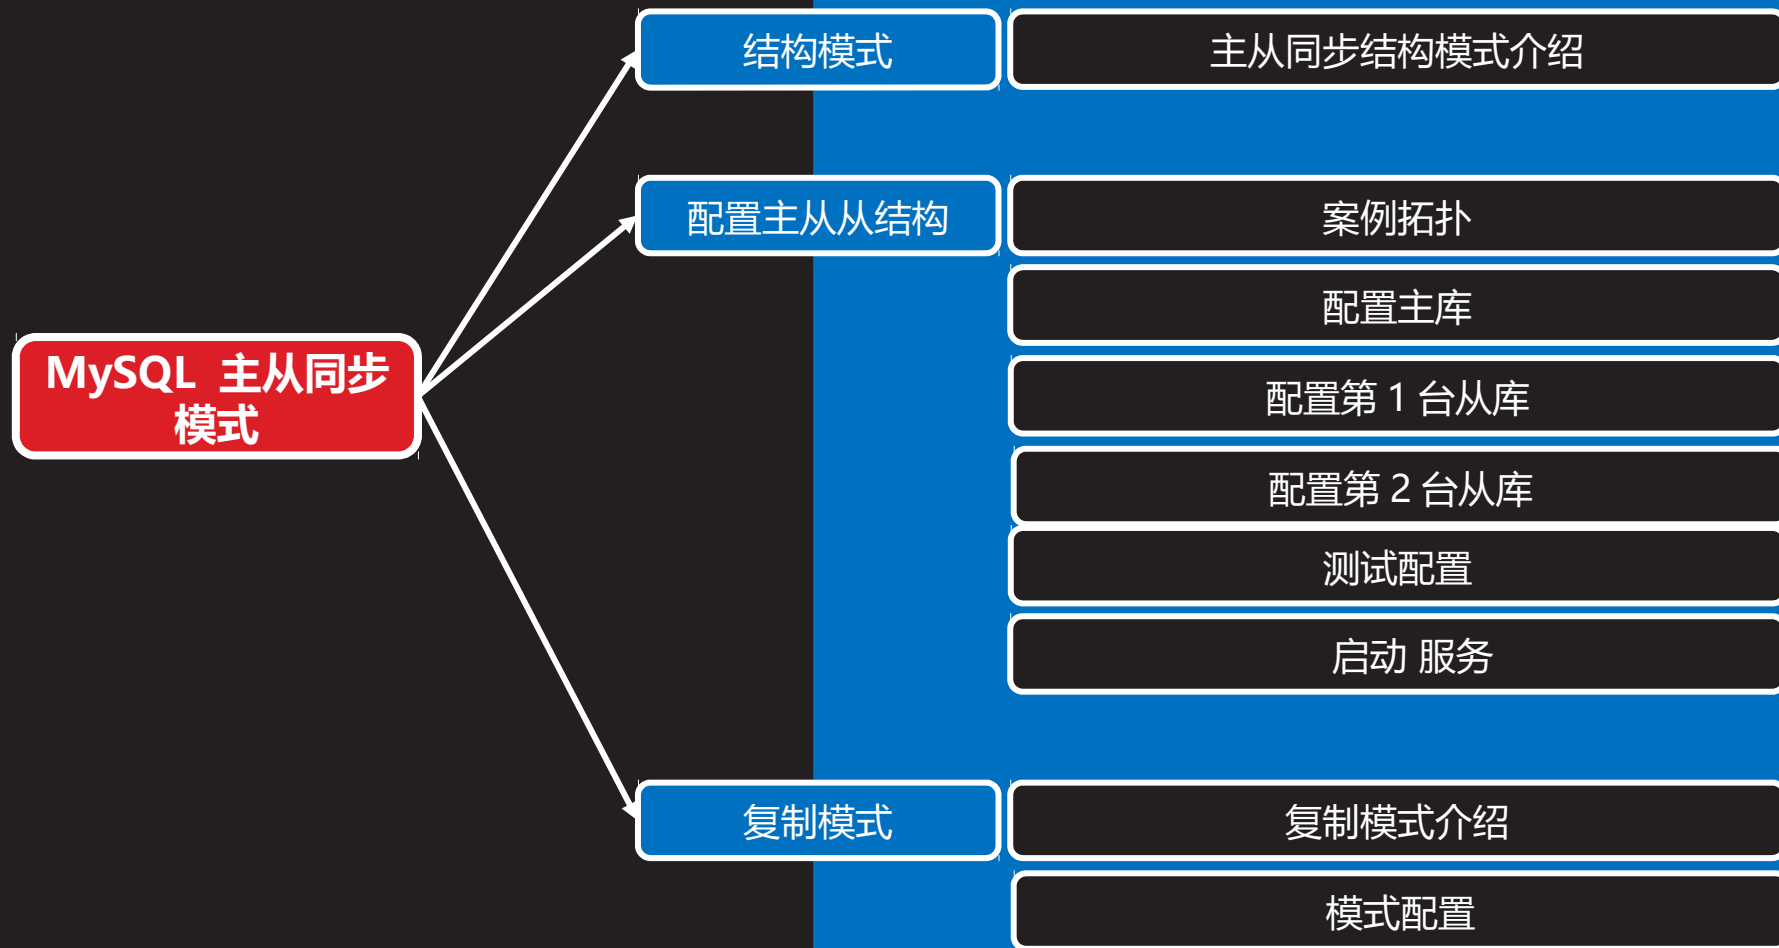 MySQL 主从同步
模式
结构模式
主从同步结构模式介绍
配置主从从结构
案例拓扑
配置主库
配置第 1 台从库
配置第 2 台从库
测试配置
启动 服务
复制模式
复制模式介绍
模式配置